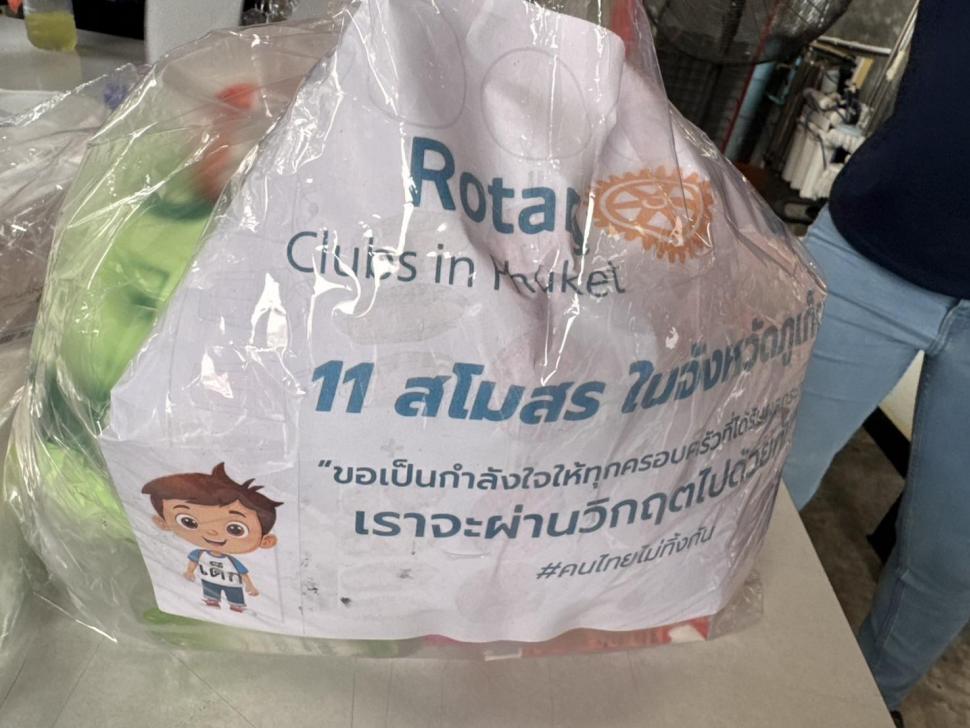 Rotary
Clubs in Phuket
11 สโมสร ในจังหวัดภูเก็ต
“ขอเป็นกำลังใจให้ทุกครอบครัวที่ได้รับ
เราจะผ่านวิกฤตไปด้วยกัน
#คนไทยไม่ทิ้งกัน
เด็ก